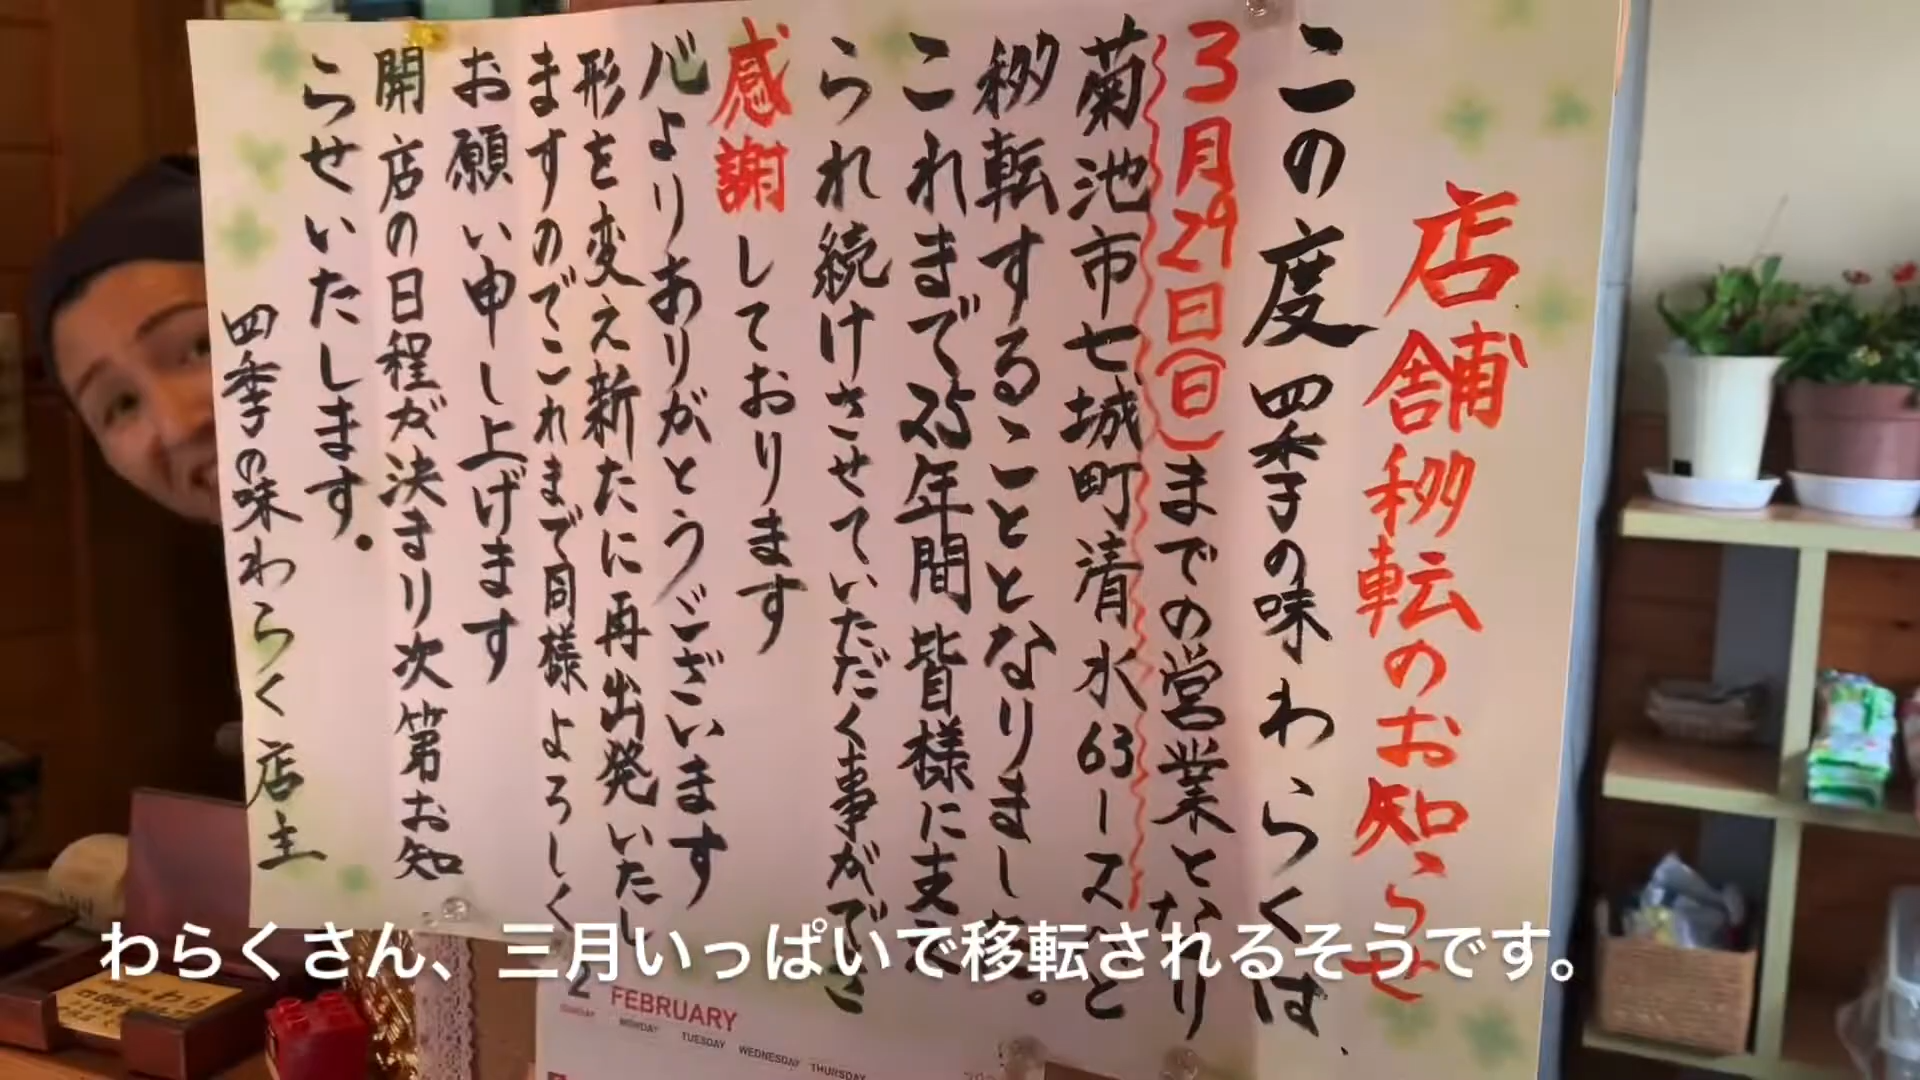 店舗移転のお知らせ
この度四季の味わらくは、
3月29日(日)までの営業となり
菊池市七城町清水63ースへと
移転することとなりました。
これまで25年間皆様に支え
られ続けさせていただく事ができ
感謝しております
心よりありがとうございます
形を変え新たに再出発いたし
ますのでこれまで同様よろしく
お願い申し上げます
開店の日程が決まり次第お知
らせいたします。
四季の味わらく店主
わらくさん、三月いっぱいで移転されるそうです。
2 FEBRUARY
SUNDAY MONDAY TUESDAY WEDNESDAY THURSDAY